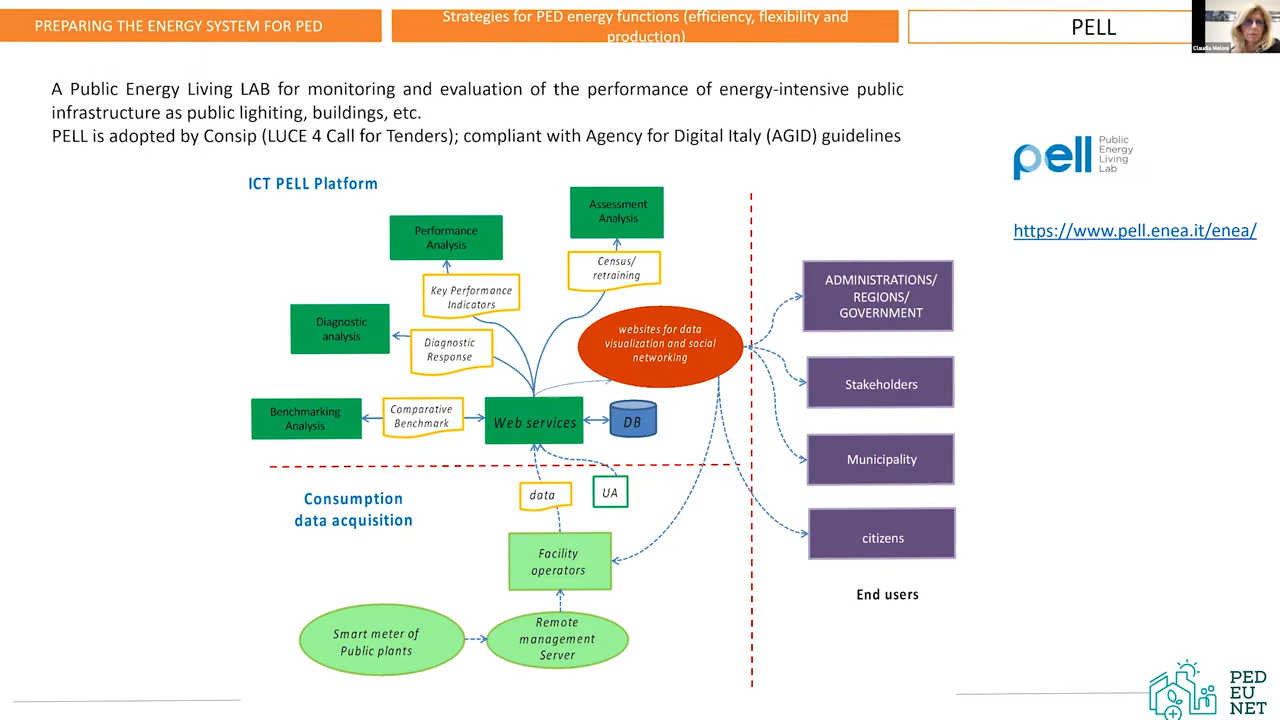 PREPARING THE ENERGY SYSTEM FOR PED
Strategies for PED energy functions (efficiency, flexibility and
production)
PELL
Claudia Meloni
A Public Energy Living LAB for monitoring and evaluation of the performance of energy-intensive public
infrastructure as public lighiting, buildings, etc.
PELL is adopted by Consip (LUCE 4 Call for Tenders); compliant with Agency for Digital Italy (AGID) guidelines
pell
Public
Energy
Living
Lab
https://www.pell.enea.it/enea/
ICT PELL Platform
Assessment
Analysis
Performance
Analysis
Census/
retraining
Key Performance
Indicators
Diagnostic
analysis
Diagnostic
Response
websites for data
visualization and social
networking
Benchmarking
Analysis
Comparative
Benchmark
Web services
DB
ADMINISTRATIONS/
REGIONS/
GOVERNMENT
Stakeholders
Municipality
citizens
End users
Consumption
data acquisition
data
UA
Facility
operators
Smart meter of
Public plants
Remote
management
Server
PED
EU
NET